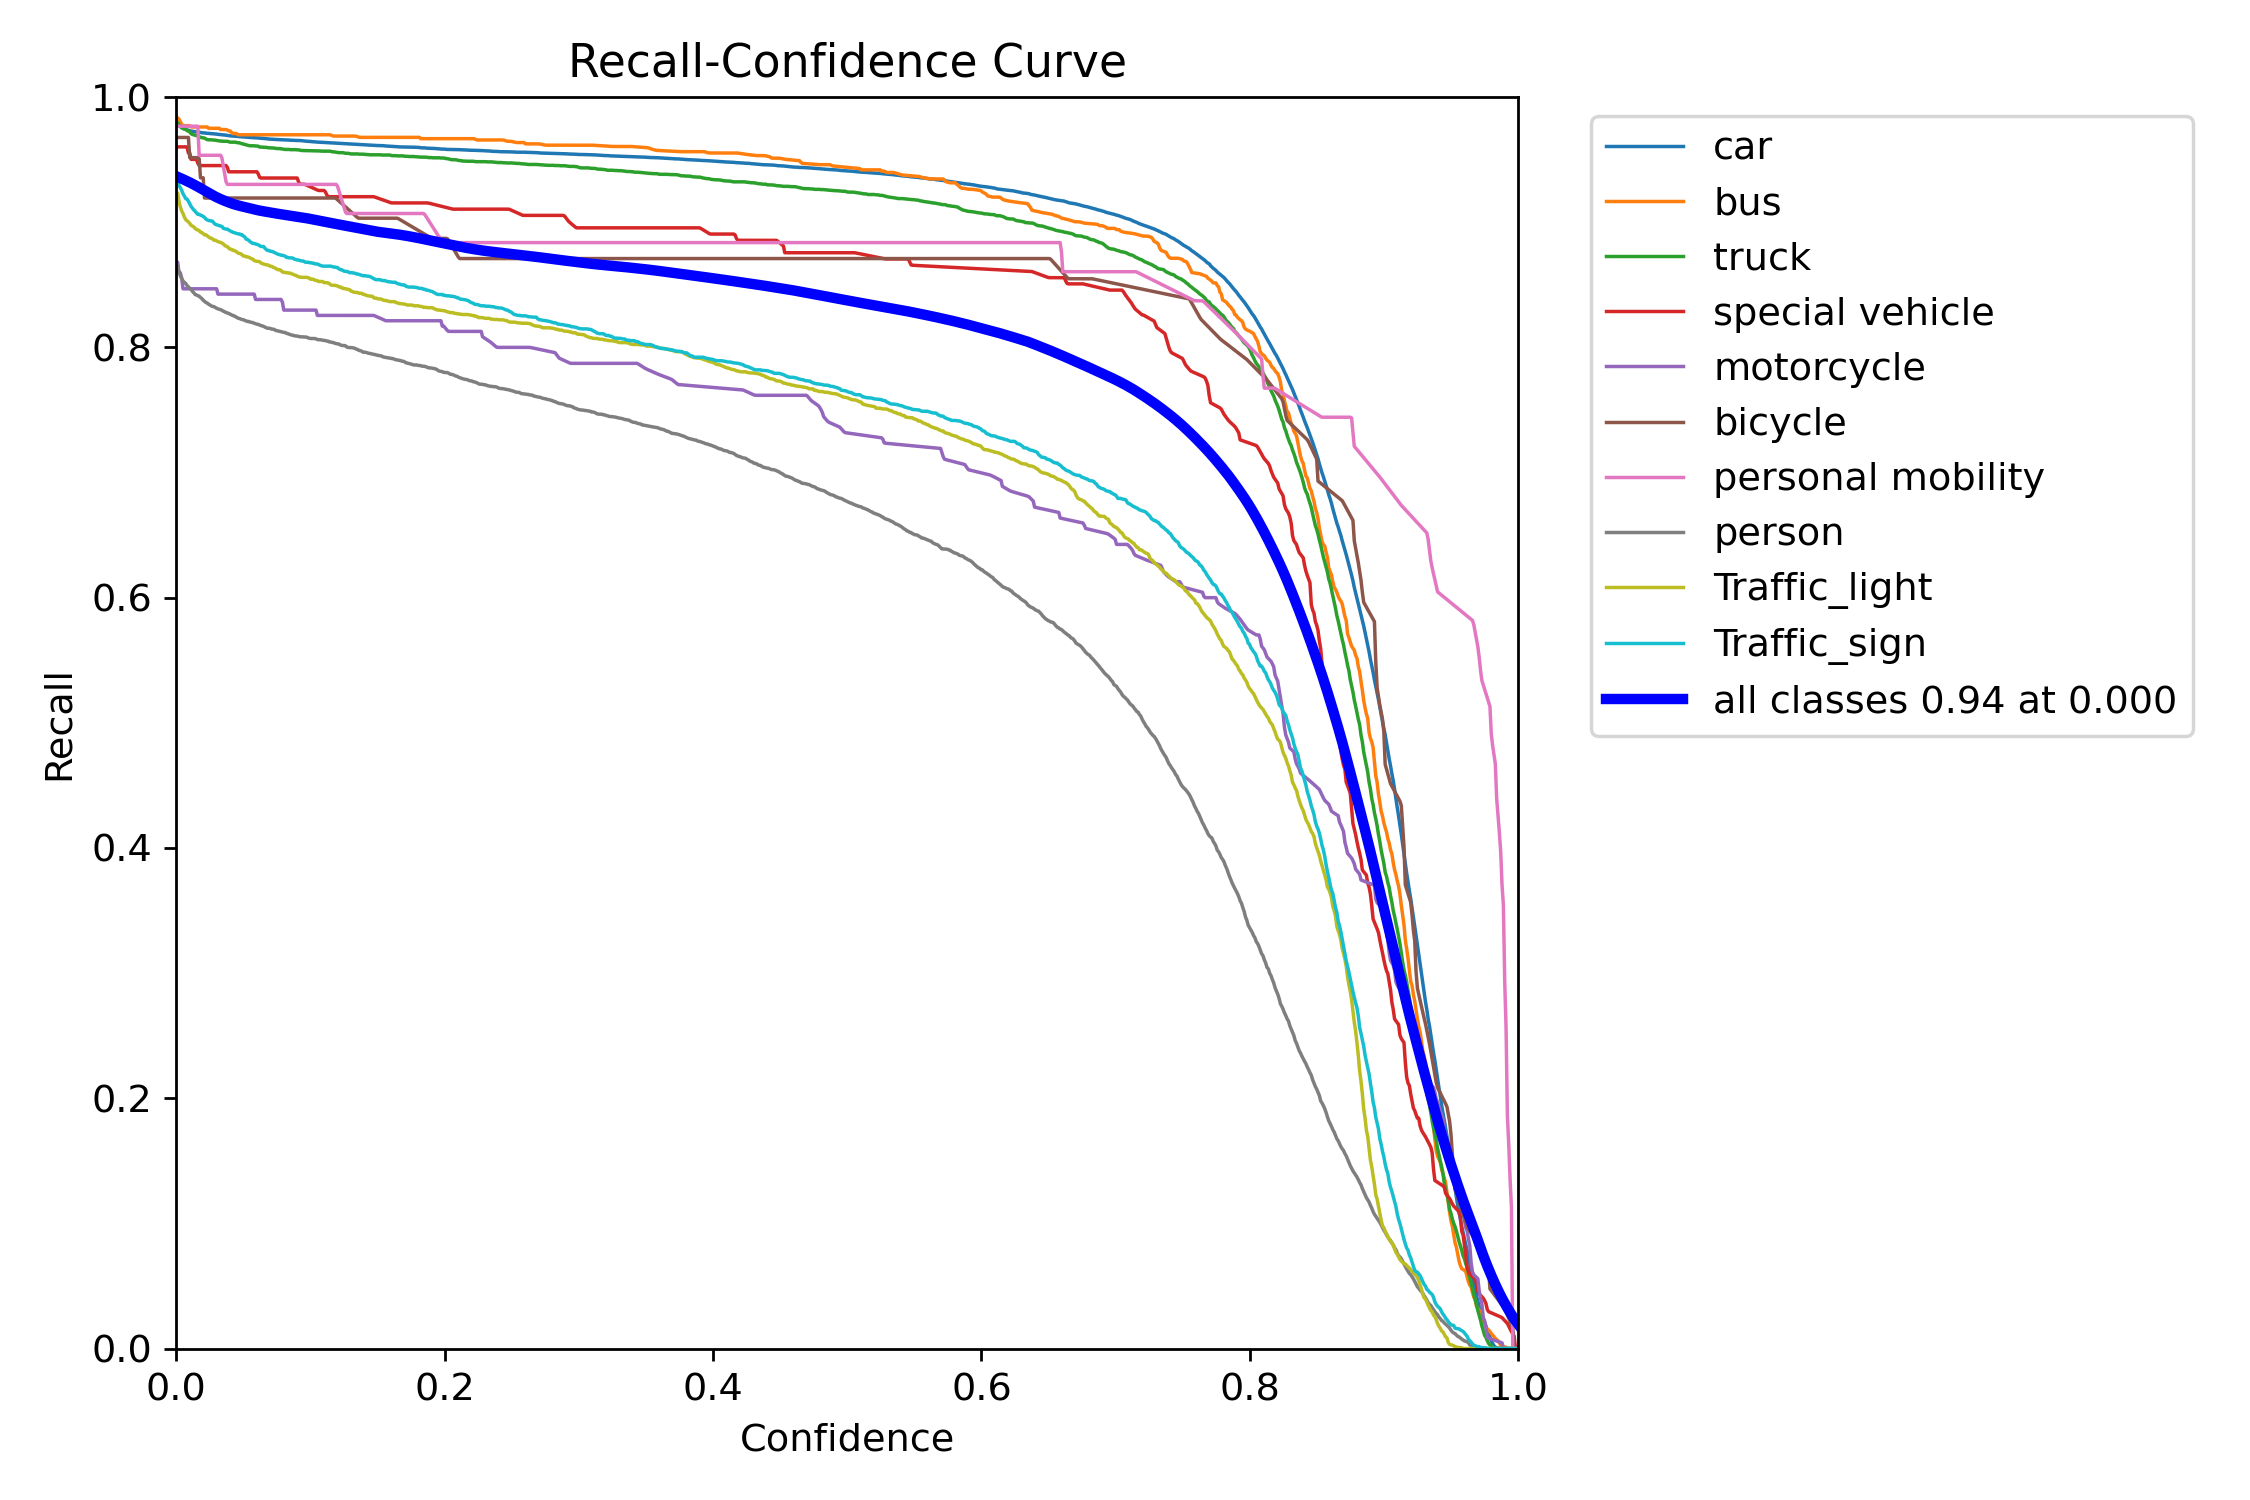 Recall-Confidence Curve
1.0
0.8
0.6
0.4
0.2
0.0
Recall
0.0 0.2 0.4 0.6 0.8 1.0
Confidence
car
bus
truck
special vehicle
motorcycle
bicycle
personal mobility
person
Traffic_light
Traffic_sign
all classes 0.94 at 0.000